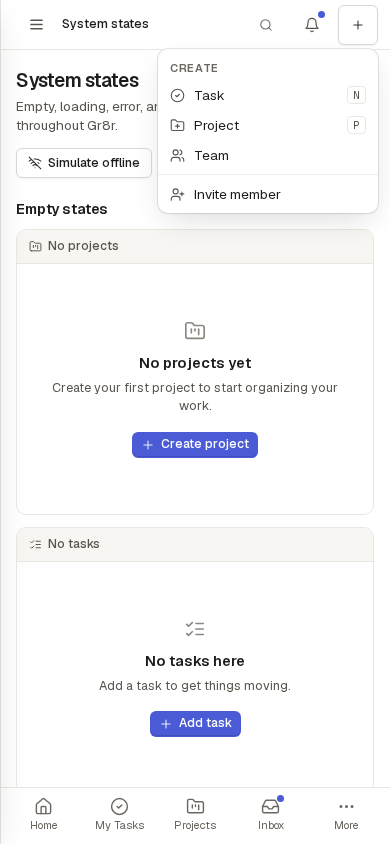 System states
CREATE
Task N
Project P
Team
Invite member
System states
Empty, loading, error, an
throughout Gr8r.
Simulate offline
Empty states
No projects
No projects yet
Create your first project to start organizing your
work.
Create project
No tasks
No tasks here
Add a task to get things moving.
Add task
Home
My Tasks
Projects
Inbox
More